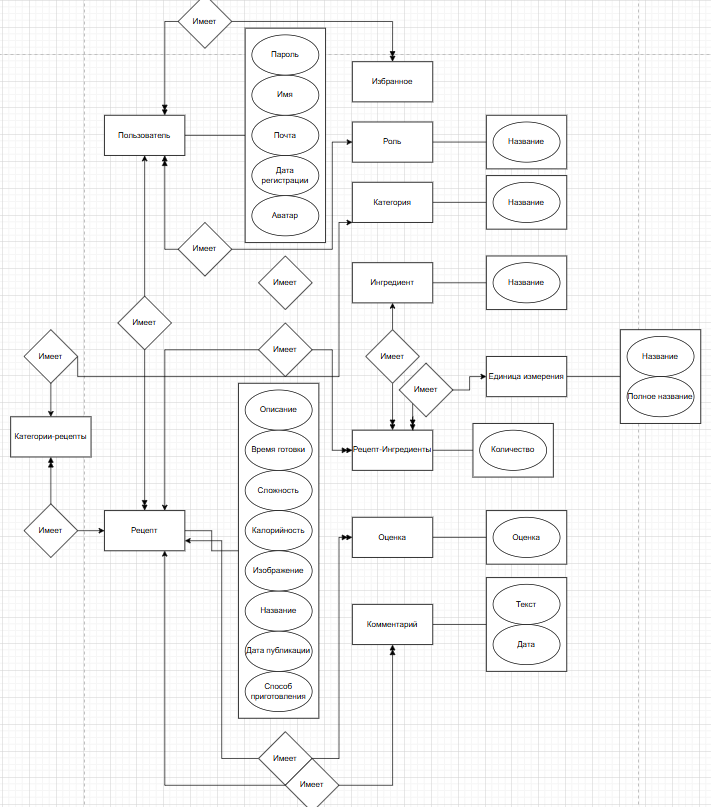 Имеет
Пароль
Избранное
Имя
Пользователь
Почта
Роль
Название
Дата
регистрации
Категория
Название
Аватар
Имеет
Имеет
Ингредиент
Название
Имеет
Имеет
Имеет
Имеет
Название
Единица измерения
Имеет
Полное название
Описание
Категории-рецепты
Время готовки
Рецепт-Ингредиенты
Количество
Сложность
Имеет
Рецепт
Калорийность
Оценка
Оценка
Изображение
Название
Текст
Комментарий
Дата публикации
Дата
Способ
приготовления
Имеет
Имеет